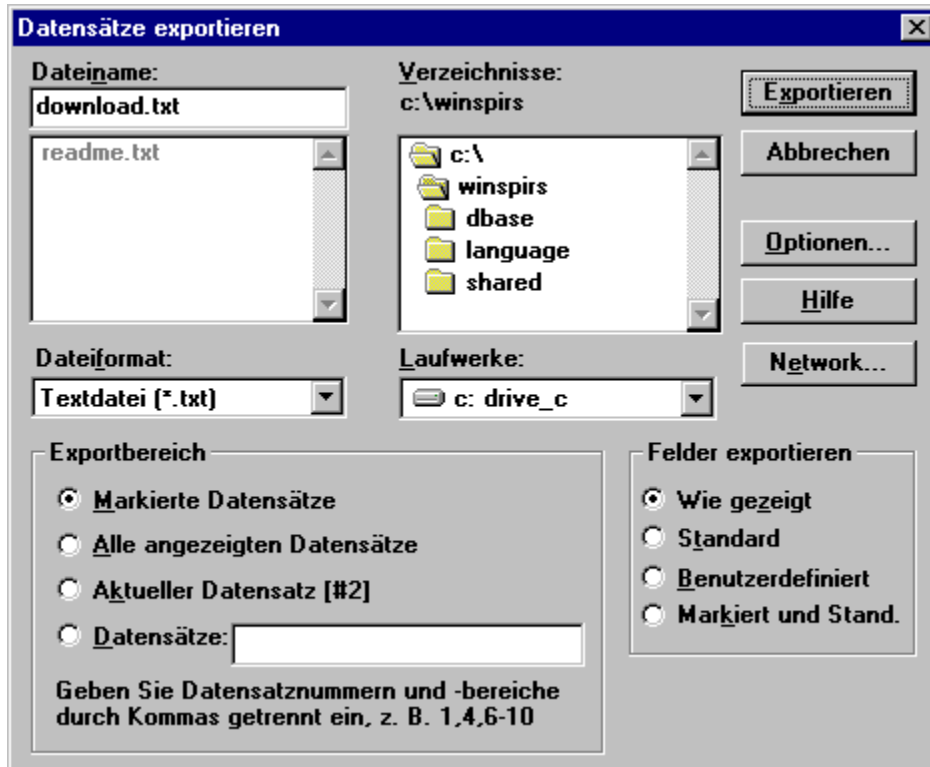 Datensätze exportieren
Dateiname:
download.txt
readme.txt
Dateiformat:
Textdatei (*.txt)
Verzeichnisse:
c:\winspirs
c:\
winspirs
dbase
language
shared
Laufwerke:
c: drive_c
Exportieren
Abbrechen
Optionen...
Hilfe
Network...
Exportbereich
Markierte Datensätze
Alle angezeigten Datensätze
Aktueller Datensatz [#2]
Datensätze:
Geben Sie Datensatznummern und -bereiche
durch Kommas getrennt ein, z. B. 1,4,6-10
Felder exportieren
Wie gezeigt
Standard
Benutzerdefiniert
Markiert und Stand.